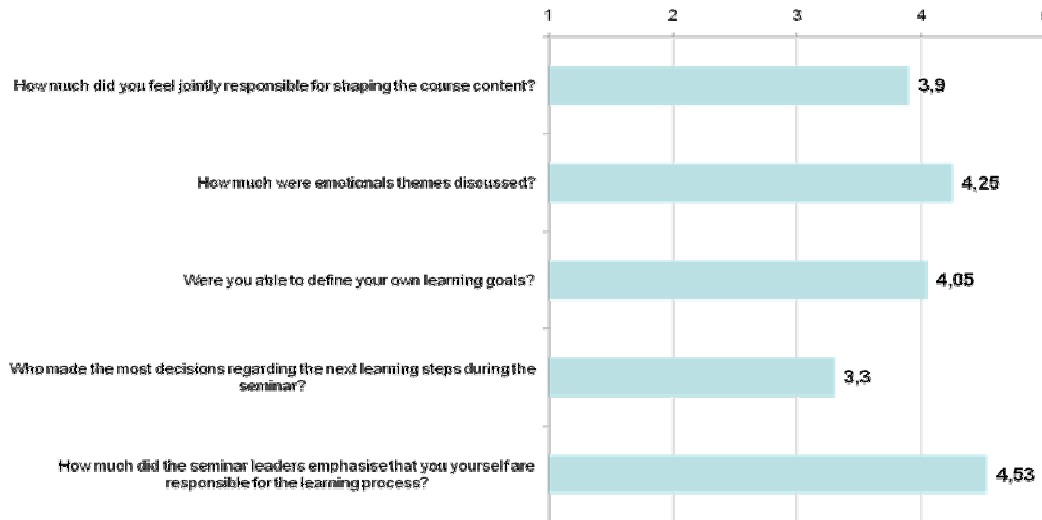 1 2 3 4
How much did you feel jointly responsible for shaping the course content?
3,9
How much were emotionals themes discussed?
4,25
Were you able to define your own learning goals?
4,05
Who made the most decisions regarding the next learning steps during the
seminar?
3,3
How much did the seminar leaders emphasise that you yourself are
responsible for the learning process?
4,53